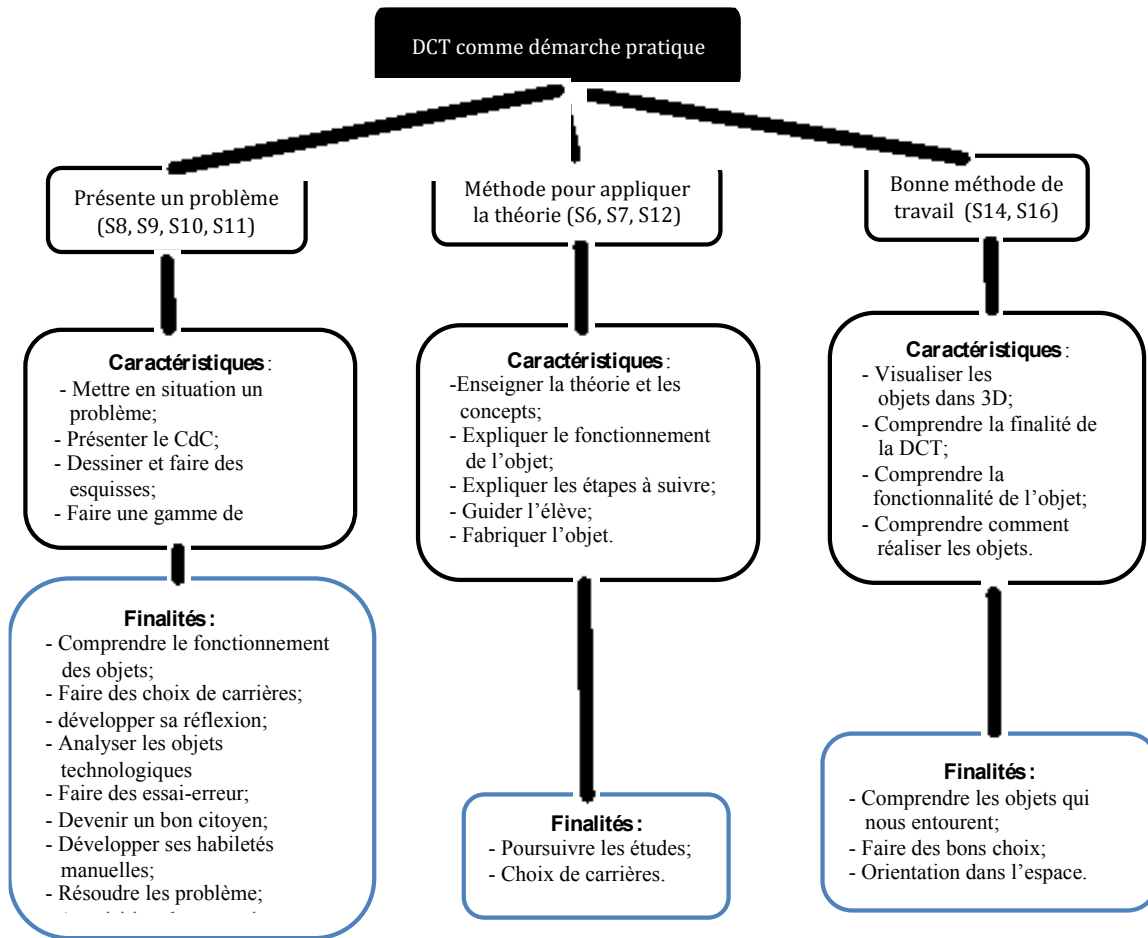 DCT comme démarche pratique
Présente un problème
(S8, S9, S10, S11)
Méthode pour appliquer
la théorie (S6, S7, S12)
Bonne méthode de
travail (S14, S16)
Caractéristiques :
- Mettre en situation un
problème;
- Présenter le CdC;
- Dessiner et faire des
esquisses;
- Faire une gamme de
Caractéristiques :
-Enseigner la théorie et les
concepts;
- Expliquer le fonctionnement
de l’objet;
- Expliquer les étapes à suivre;
- Guider l’élève;
- Fabriquer l’objet.
Caractéristiques :
- Visualiser les
objets dans 3D;
- Comprendre la finalité de
la DCT;
- Comprendre la
fonctionnalité de l’objet;
- Comprendre comment
réaliser les objets.
Finalités :
- Comprendre le fonctionnement
des objets;
- Faire des choix de carrières;
- développer sa réflexion;
- Analyser les objets
technologiques
- Faire des essai-erreur;
- Devenir un bon citoyen;
- Développer ses habiletés
manuelles;
- Résoudre les problème;
Finalités :
- Poursuivre les études;
- Choix de carrières.
Finalités :
- Comprendre les objets qui
nous entourent;
- Faire des bons choix;
- Orientation dans l’espace.